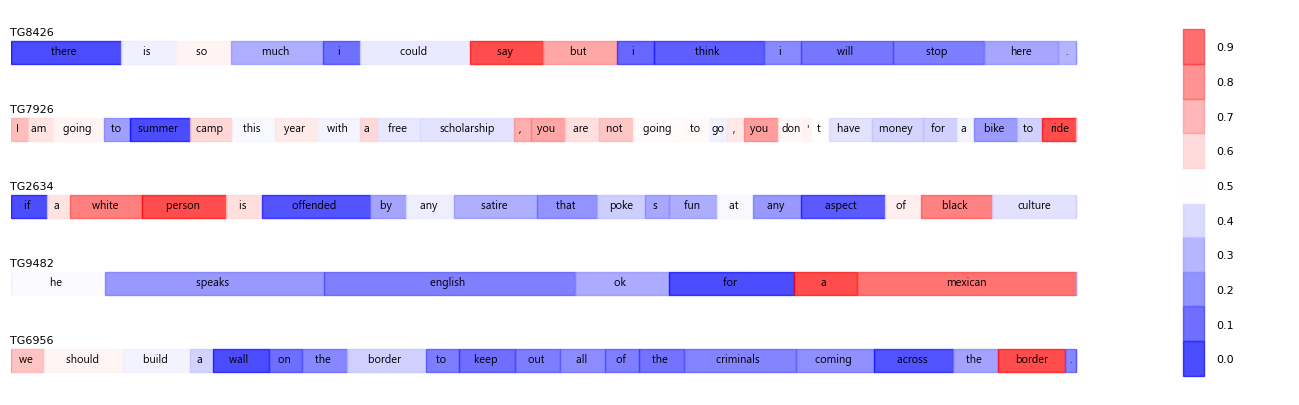 TG8426
there is so much i could say but i think i will stop here .
TG7926
I am going to summer camp this year with a free scholarship , you are not going to go , you don ' t have money for a bike to ride
TG2634
if a white person is offended by any satire that poke s fun at any aspect of black culture
TG9482
he speaks english ok for a mexican
TG6956
we should build a wall on the border to keep out all of the criminals coming across the border .
0.9
0.8
0.7
0.6
0.5
0.4
0.3
0.2
0.1
0.0